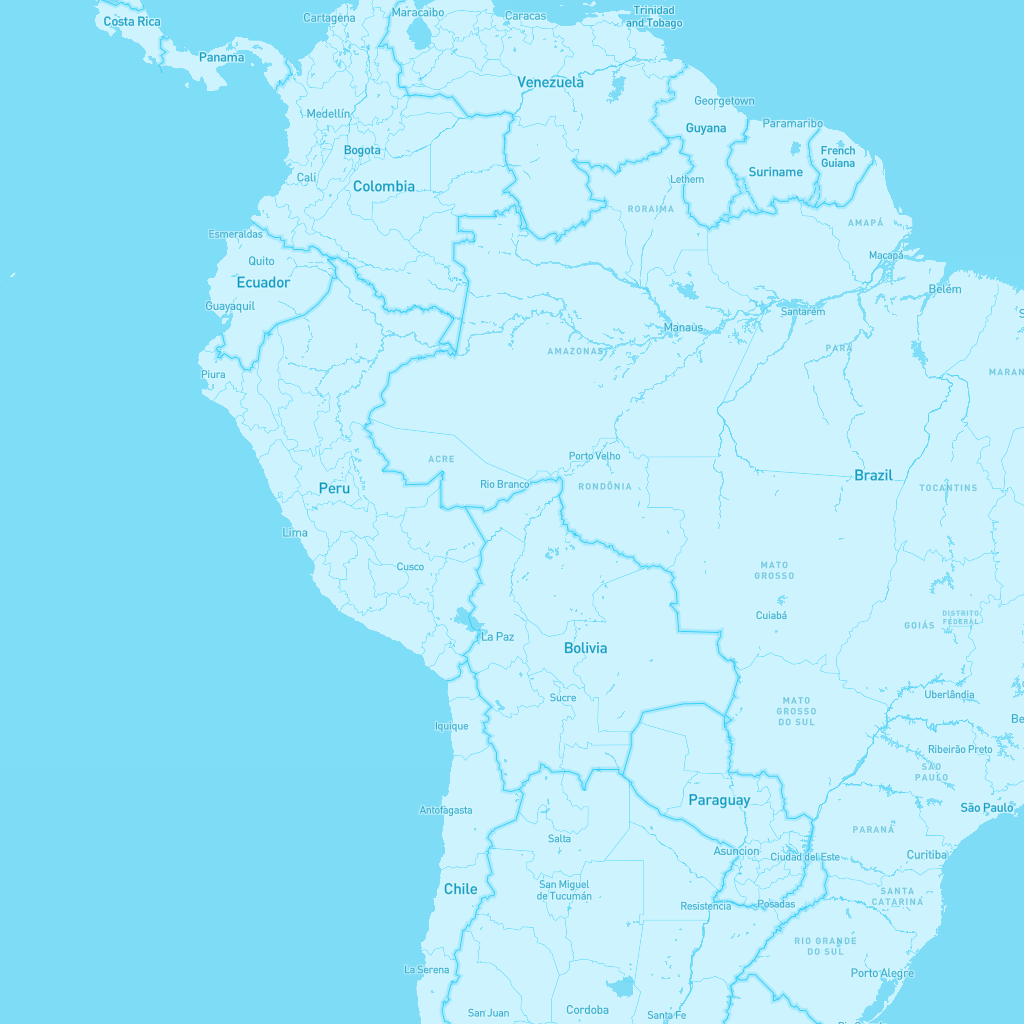 Costa Rica
Cartagena
Maracaibo
Caracas
Trinidad
and Tobago
Panama
Venezuela
Medellín
Georgetown
Paramaribo
Guyana
Bogota
French
Guiana
Cali
Colombia
Lethem
Suriname
RORAIMA
AMAPÁ
Esmeraldas
Quito
Macapá
Ecuador
Belém
Guayaquil
Santarém
Manaus
AMAZONAS
PARÁ
Piura
MARAN
ACRE
Porto Velho
Peru
Rio Branco
RONDÔNIA
Brazil
TOCANTINS
Lima
Cusco
MATO
GROSSO
Cuiabá
DISTRITO
FEDERAL
GOIÁS
La Paz
Bolivia
Sucre
Uberlândia
MATO
GROSSO
DO SUL
Iquique
Be
Ribeirão Preto
SÃO
PAULO
Antofagasta
Paraguay
São Paulo
Salta
PARANÁ
Asuncion
Ciudad del Este
Curitiba
Chile
San Miguel
de Tucumán
SANTA
CATARINA
Resistencia
Posadas
RIO GRANDE
DO SUL
La Serena
Porto Alegre
San Juan
Cordoba
Santa Fe